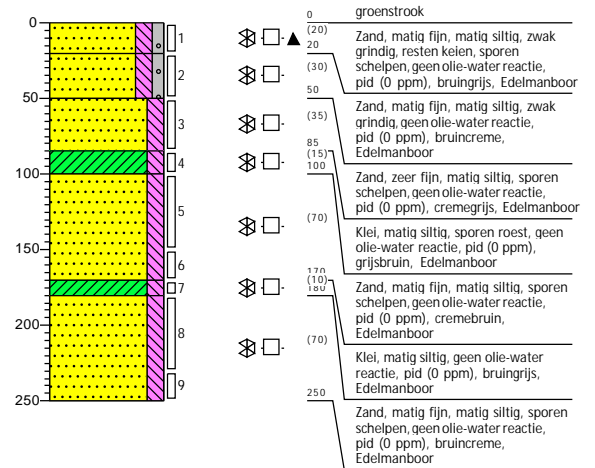 0
50
100
150
200
250
1
2
3
4
5
6
7
8
9
0
(20)
20
(30)
50
(35)
85
(15)
100
(70)
170
(10)
180
(70)
250
groenstrook
Zand, matig fijn, matig siltig, zwak
grindig, resten keien, sporen
schelpen, geen olie-water reactie,
pid (0 ppm), bruingrijs, Edelmanboor
Zand, matig fijn, matig siltig, zwak
grindig, geen olie-water reactie,
pid (0 ppm), bruincreme,
Edelmanboor
Zand, zeer fijn, matig siltig, sporen
schelpen, geen olie-water reactie,
pid (0 ppm), cremegrijs, Edelmanboor
Klei, matig siltig, sporen roest, geen
olie-water reactie, pid (0 ppm),
grijsbruin, Edelmanboor
Zand, matig fijn, matig siltig, sporen
schelpen, geen olie-water reactie,
pid (0 ppm), cremebruin,
Edelmanboor
Klei, matig siltig, geen olie-water
reactie, pid (0 ppm), bruingrijs,
Edelmanboor
Zand, matig fijn, matig siltig, sporen
schelpen, geen olie-water reactie,
pid (0 ppm), bruincreme,
Edelmanboor